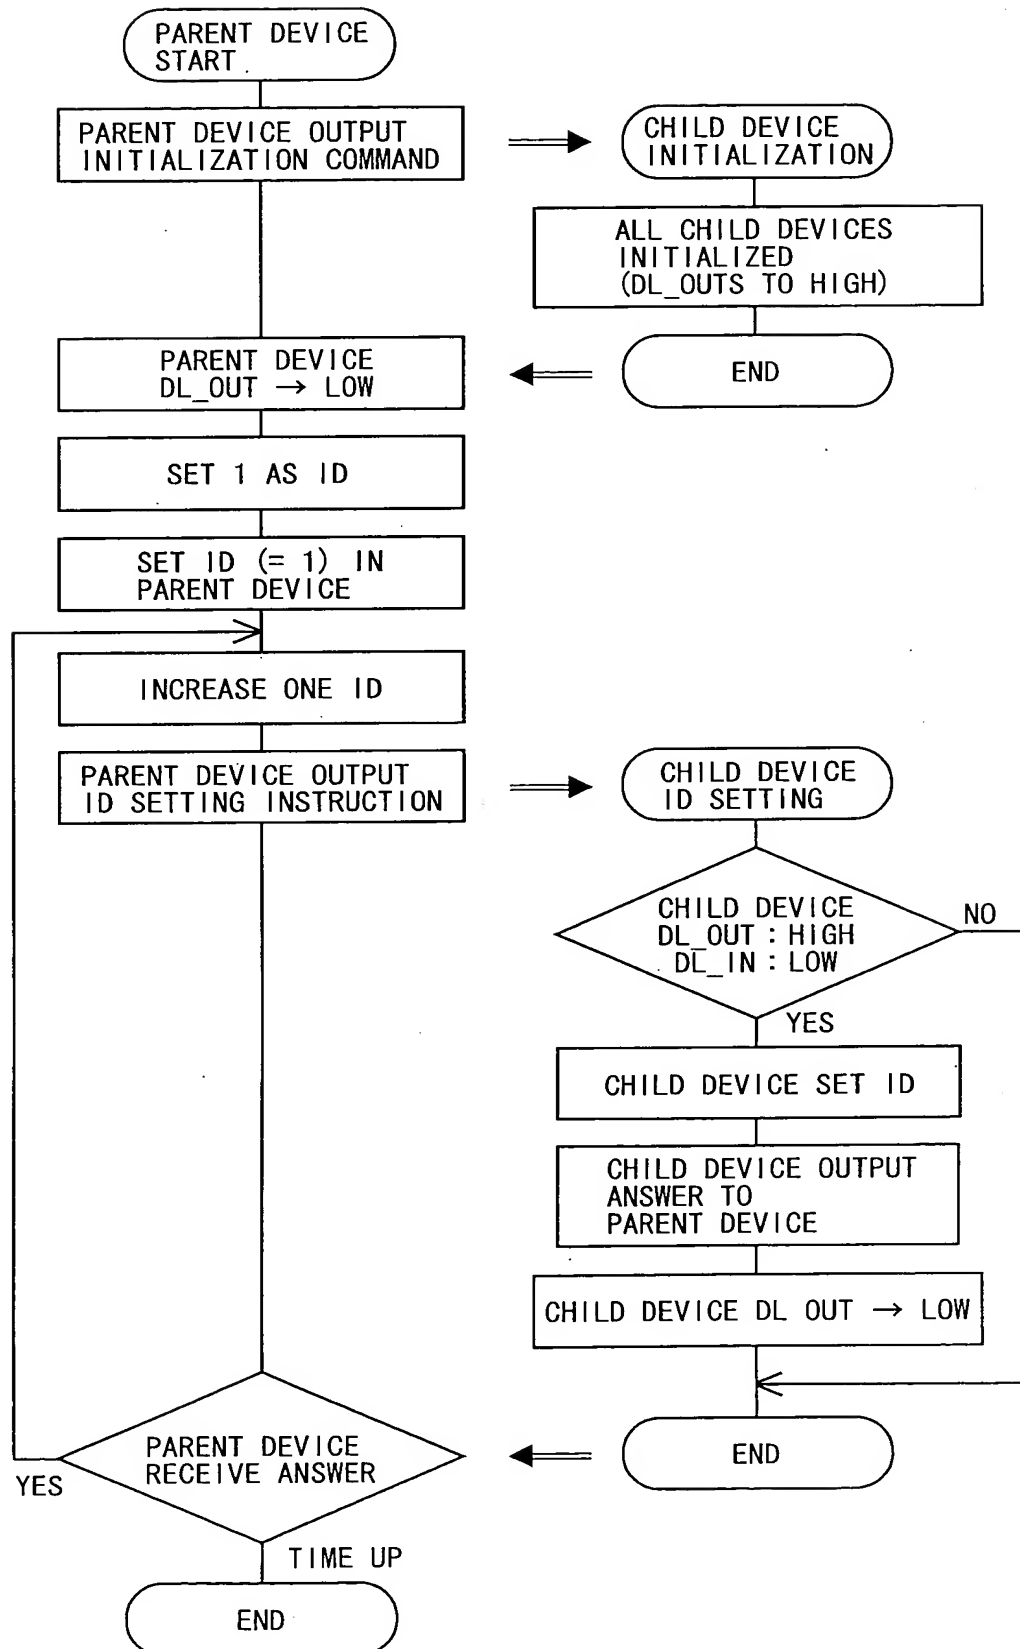 PARENT DEVICE
START
PARENT DEVICE OUTPUT
INITIALIZATION COMMAND
CHILD DEVICE
INITIALIZATION
ALL CHILD DEVICES
INITIALIZED
(DL_OUTS TO HIGH)
PARENT DEVICE
DL_OUT → LOW
END
SET 1 AS ID
SET ID (= 1) IN
PARENT DEVICE
INCREASE ONE ID
PARENT DEVICE OUTPUT
ID SETTING INSTRUCTION
CHILD DEVICE
ID SETTING
CHILD DEVICE
DL_OUT : HIGH
DL_IN : LOW
NO
YES
CHILD DEVICE SET ID
CHILD DEVICE OUTPUT
ANSWER TO
PARENT DEVICE
CHILD DEVICE DL OUT → LOW
PARENT DEVICE
RECEIVE ANSWER
YES
END
TIME UP
END